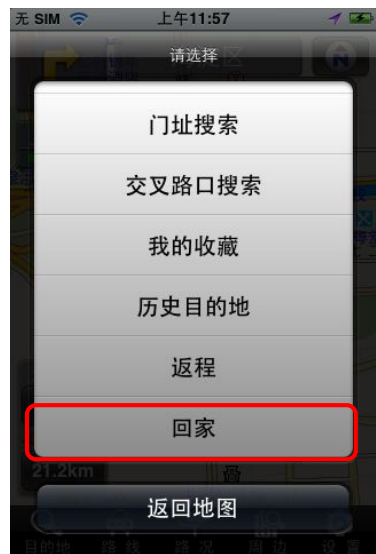 无 SIM 上午11:57
请选择
门址搜索
交叉路口搜索
我的收藏
历史目的地
返程
回家
21.2km
返回地图
目的地 路线 路况 周边 设置